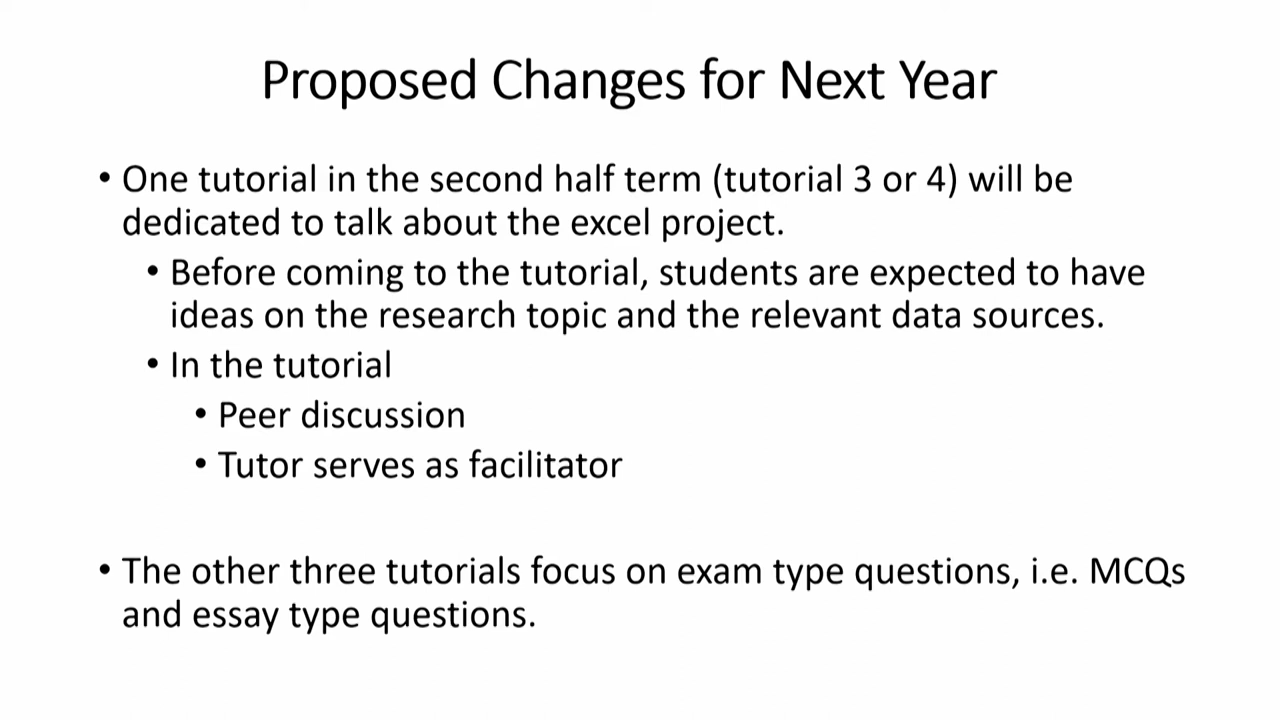 Proposed Changes for Next Year
• One tutorial in the second half term (tutorial 3 or 4) will be
dedicated to talk about the excel project.
• Before coming to the tutorial, students are expected to have
ideas on the research topic and the relevant data sources.
• In the tutorial
• Peer discussion
• Tutor serves as facilitator
• The other three tutorials focus on exam type questions, i.e. MCQs
and essay type questions.